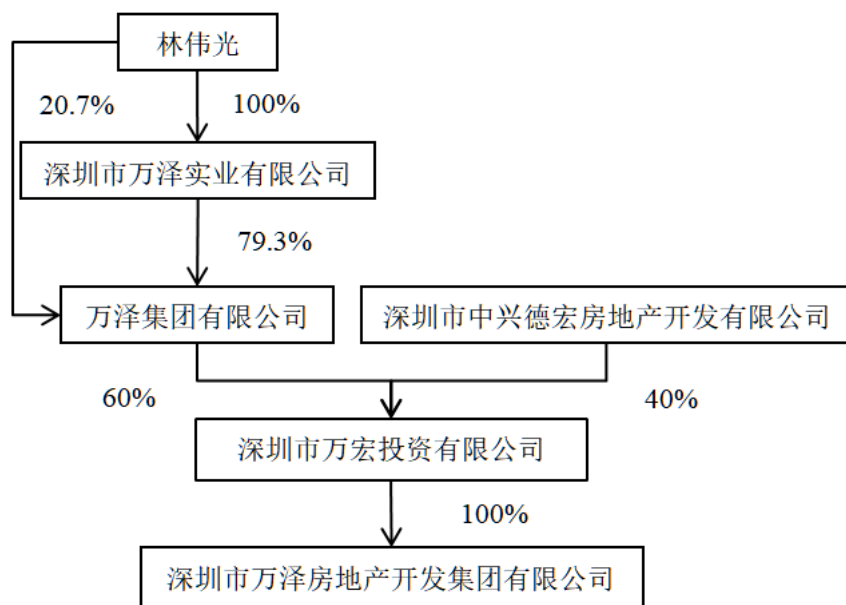 林伟光
20.7%
100%
深圳市万泽实业有限公司
79.3%
万泽集团有限公司
深圳市中兴德宏房地产开发有限公司
60%
40%
深圳市万宏投资有限公司
100%
深圳市万泽房地产开发集团有限公司